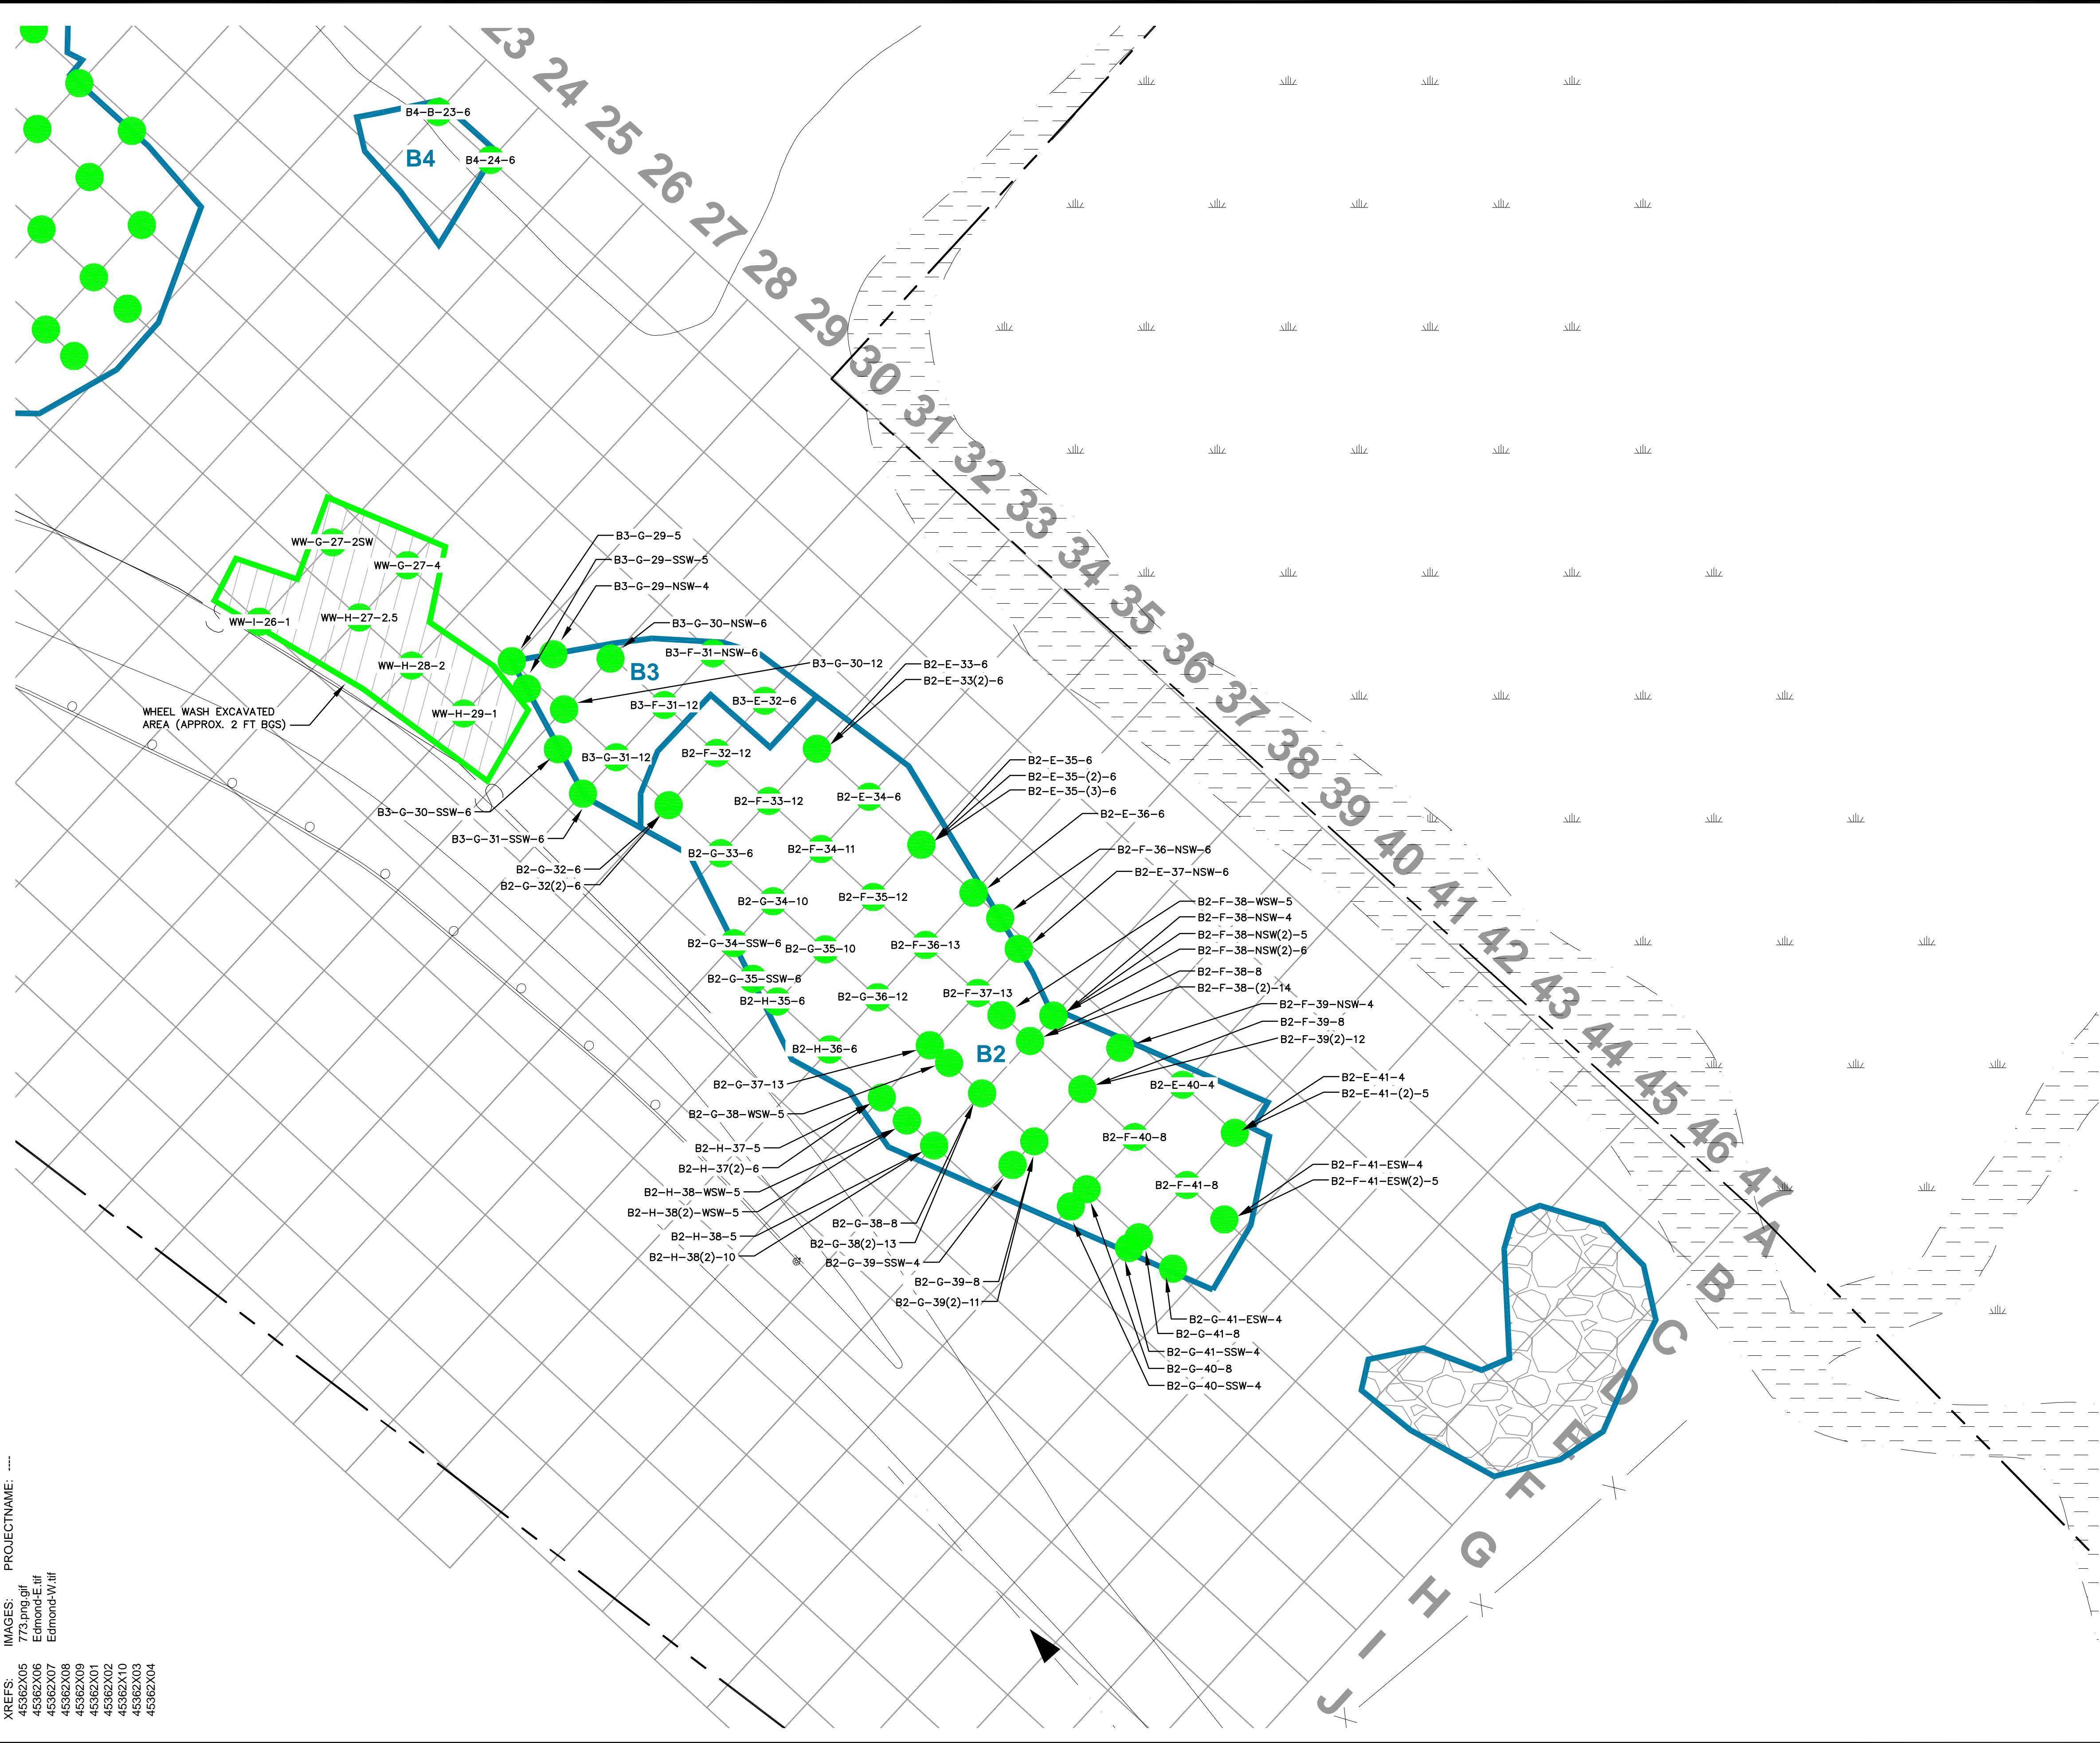 23
24
25
26
27
28
29
30
31
32
33
34
35
36
37
38
39
40
41
42
43
44
45
46
47
A
B
C
D
E
F
G
H
I
J
B4-B-23-6
B4
B4-24-6
WW-G-27-2SW
WW-G-27-4
WW-I-26-1
WW-H-27-2.5
WW-H-28-2
WW-H-29-1
WHEEL WASH EXCAVATED
AREA (APPROX. 2 FT BGS)
B3-G-29-5
B3-G-29-SSW-5
B3-G-29-NSW-4
B3-G-30-NSW-6
B3-F-31-NSW-6
B3
B3-G-30-12
B3-F-31-12
B3-E-32-6
B3-G-31-12
B3-G-30-SSW-6
B3-G-31-SSW-6
B2-E-33-6
B2-E-33(2)-6
B2-F-32-12
B2-F-33-12
B2-E-34-6
B2-E-35-6
B2-E-35-(2)-6
B2-E-35-(3)-6
B2-E-36-6
B2-F-36-NSW-6
B2-E-37-NSW-6
B2-G-33-6
B2-F-34-11
B2-G-32-6
B2-G-32(2)-6
B2-G-34-10
B2-F-35-12
B2-F-38-WSW-5
B2-F-38-NSW-4
B2-F-38-NSW(2)-5
B2-F-38-NSW(2)-6
B2-F-38-8
B2-F-38-(2)-14
B2-G-34-SSW-6
B2-G-35-10
B2-F-36-13
B2-G-35-SSW-6
B2-H-35-6
B2-G-36-12
B2-F-37-13
B2-F-39-NSW-4
B2-F-39-8
B2-F-39(2)-12
B2-H-36-6
B2
B2-G-37-13
B2-G-38-WSW-5
B2-E-40-4
B2-E-41-4
B2-E-41-(2)-5
B2-H-37-5
B2-H-37(2)-6
B2-H-38-WSW-5
B2-H-38(2)-WSW-5
B2-H-38-5
B2-H-38(2)-10
B2-F-40-8
B2-F-41-8
B2-F-41-ESW-4
B2-F-41-ESW(2)-5
B2-G-38-8
B2-G-38(2)-13
B2-G-39-SSW-4
B2-G-39-8
B2-G-39(2)-11
B2-G-41-ESW-4
B2-G-41-8
B2-G-41-SSW-4
B2-G-40-8
B2-G-40-SSW-4
XREFS: IMAGES: PROJECTNAME: ----
45362X05 773.png.gif
45362X06 Edmond-E.tif
45362X07 Edmond-W.tif
45362X08
45362X09
45362X01
45362X02
45362X10
45362X03
45362X04